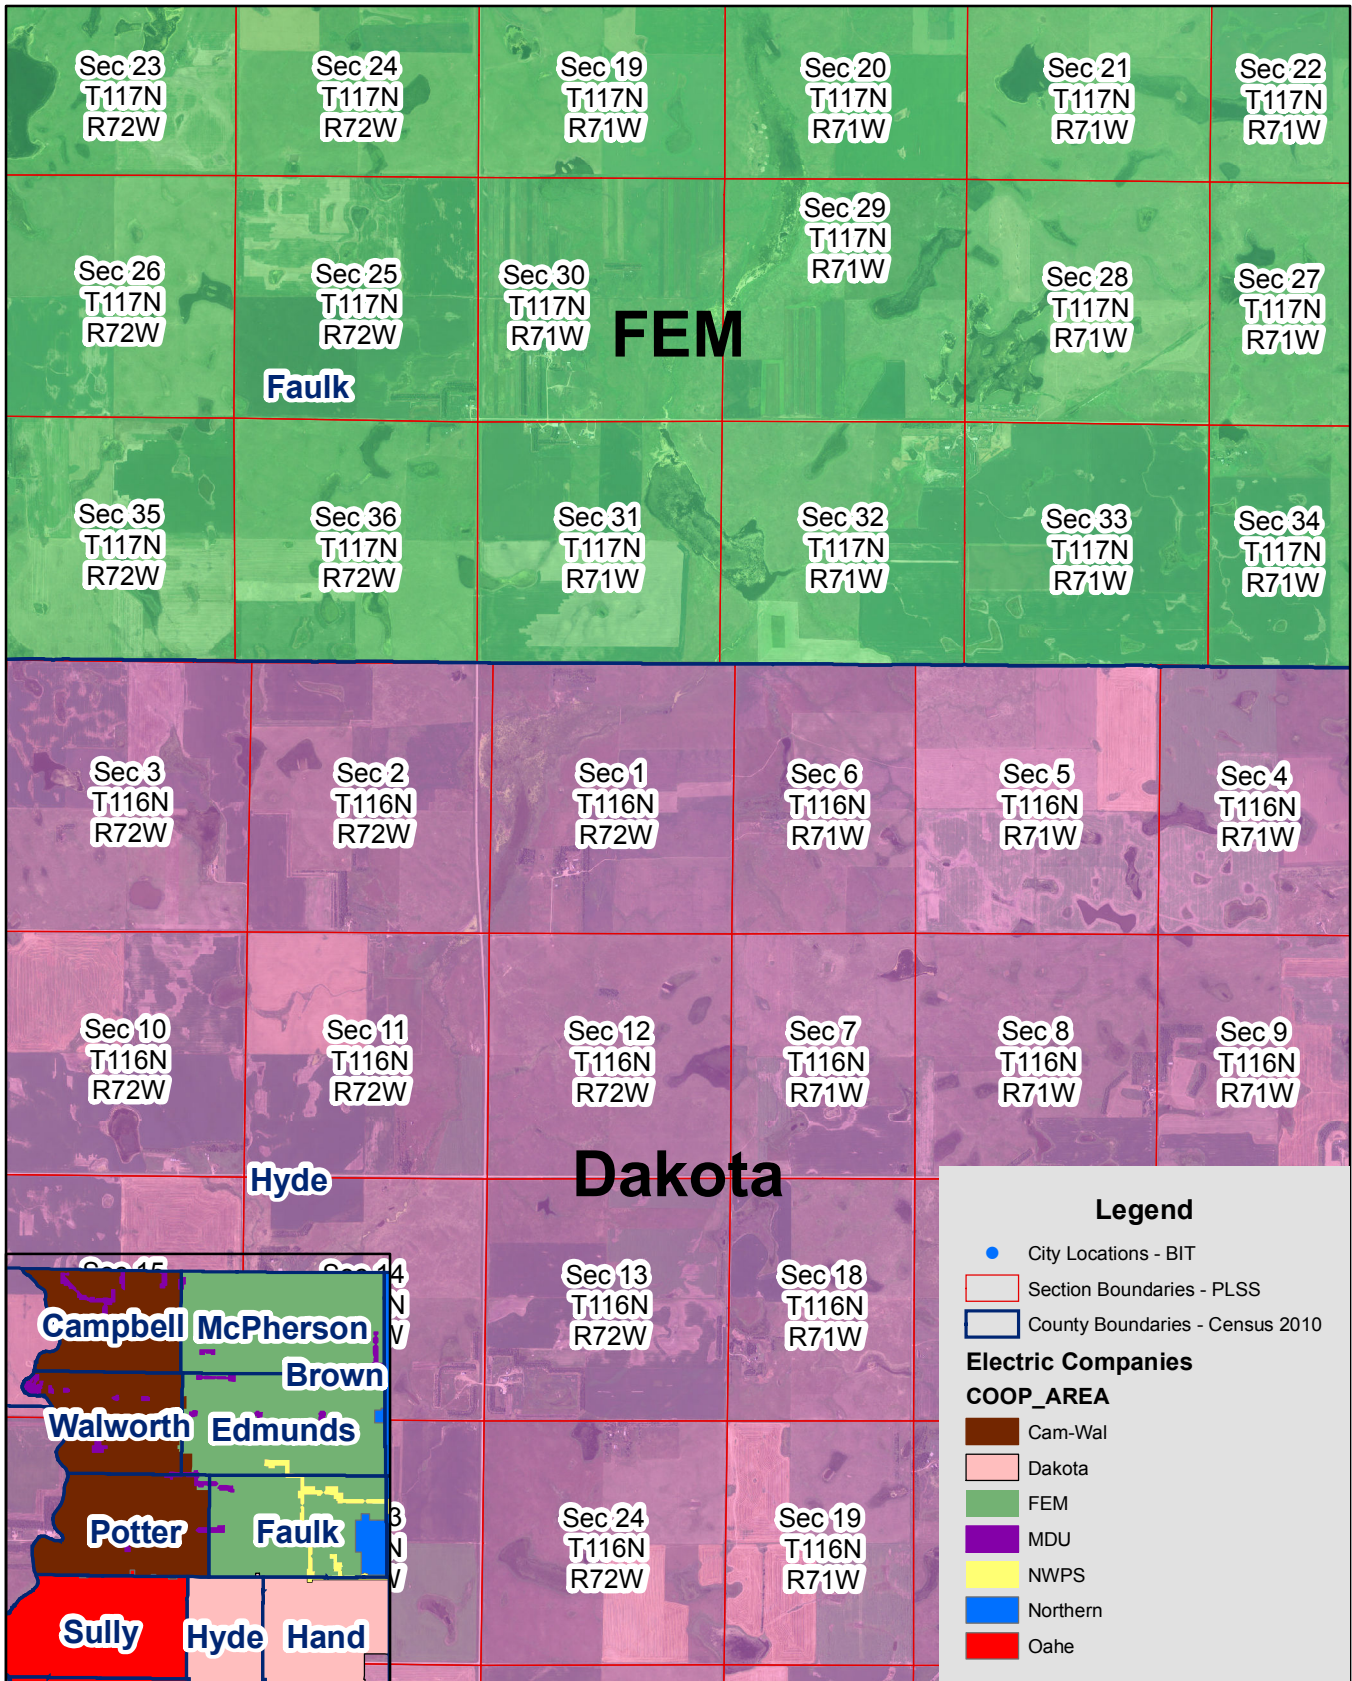 Sec 23
T117N
R72W
Sec 24
T117N
R72W
Sec 19
T117N
R71W
Sec 20
T117N
R71W
Sec 21
T117N
R71W
Sec 22
T117N
R71W
Sec 26
T117N
R72W
Sec 25
T117N
R72W
Sec 30
T117N
R71W
Sec 29
T117N
R71W
Sec 28
T117N
R71W
Sec 27
T117N
R71W
FEM
Faulk
Sec 35
T117N
R72W
Sec 36
T117N
R72W
Sec 31
T117N
R71W
Sec 32
T117N
R71W
Sec 33
T117N
R71W
Sec 34
T117N
R71W
Sec 3
T116N
R72W
Sec 2
T116N
R72W
Sec 1
T116N
R72W
Sec 6
T116N
R71W
Sec 5
T116N
R71W
Sec 4
T116N
R71W
Sec 10
T116N
R72W
Sec 11
T116N
R72W
Sec 12
T116N
R72W
Sec 7
T116N
R71W
Sec 8
T116N
R71W
Sec 9
T116N
R71W
Hyde
Dakota
Sec 13
T116N
R72W
Sec 18
T116N
R71W
Sec 24
T116N
R72W
Sec 19
T116N
R71W
Campbell
McPherson
Brown
Walworth
Edmunds
Potter
Faulk
Sully
Hyde
Hand
Legend
City Locations - BIT
Section Boundaries - PLSS
County Boundaries - Census 2010
Electric Companies
COOP_AREA
Cam-Wal
Dakota
FEM
MDU
NWPS
Northern
Oahe